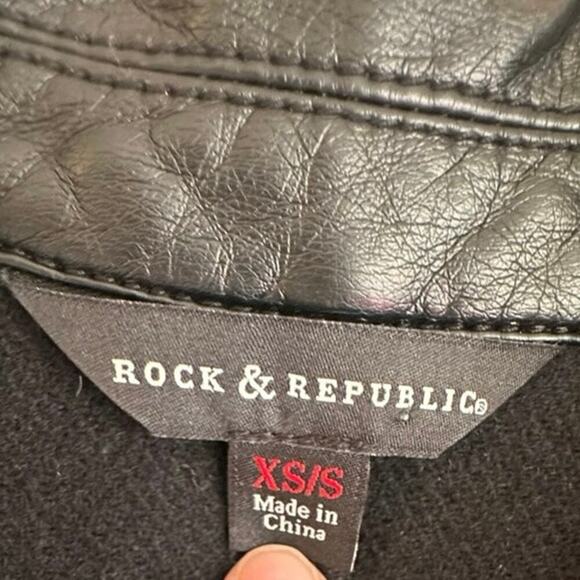 ROCK & REPUBLIC®
XS/S
Made in
China